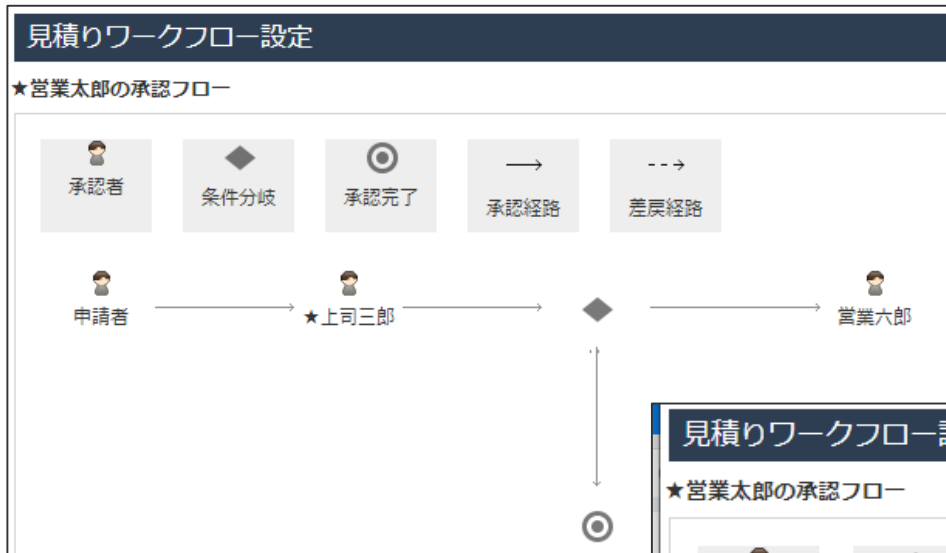 見積りワークフロー設定
★営業太郎の承認フロー
承認者
条件分岐
承認完了
承認経路
差戻経路
申請者
★上司三郎
営業六郎
見積りワークフロー
★営業太郎の承認フロー